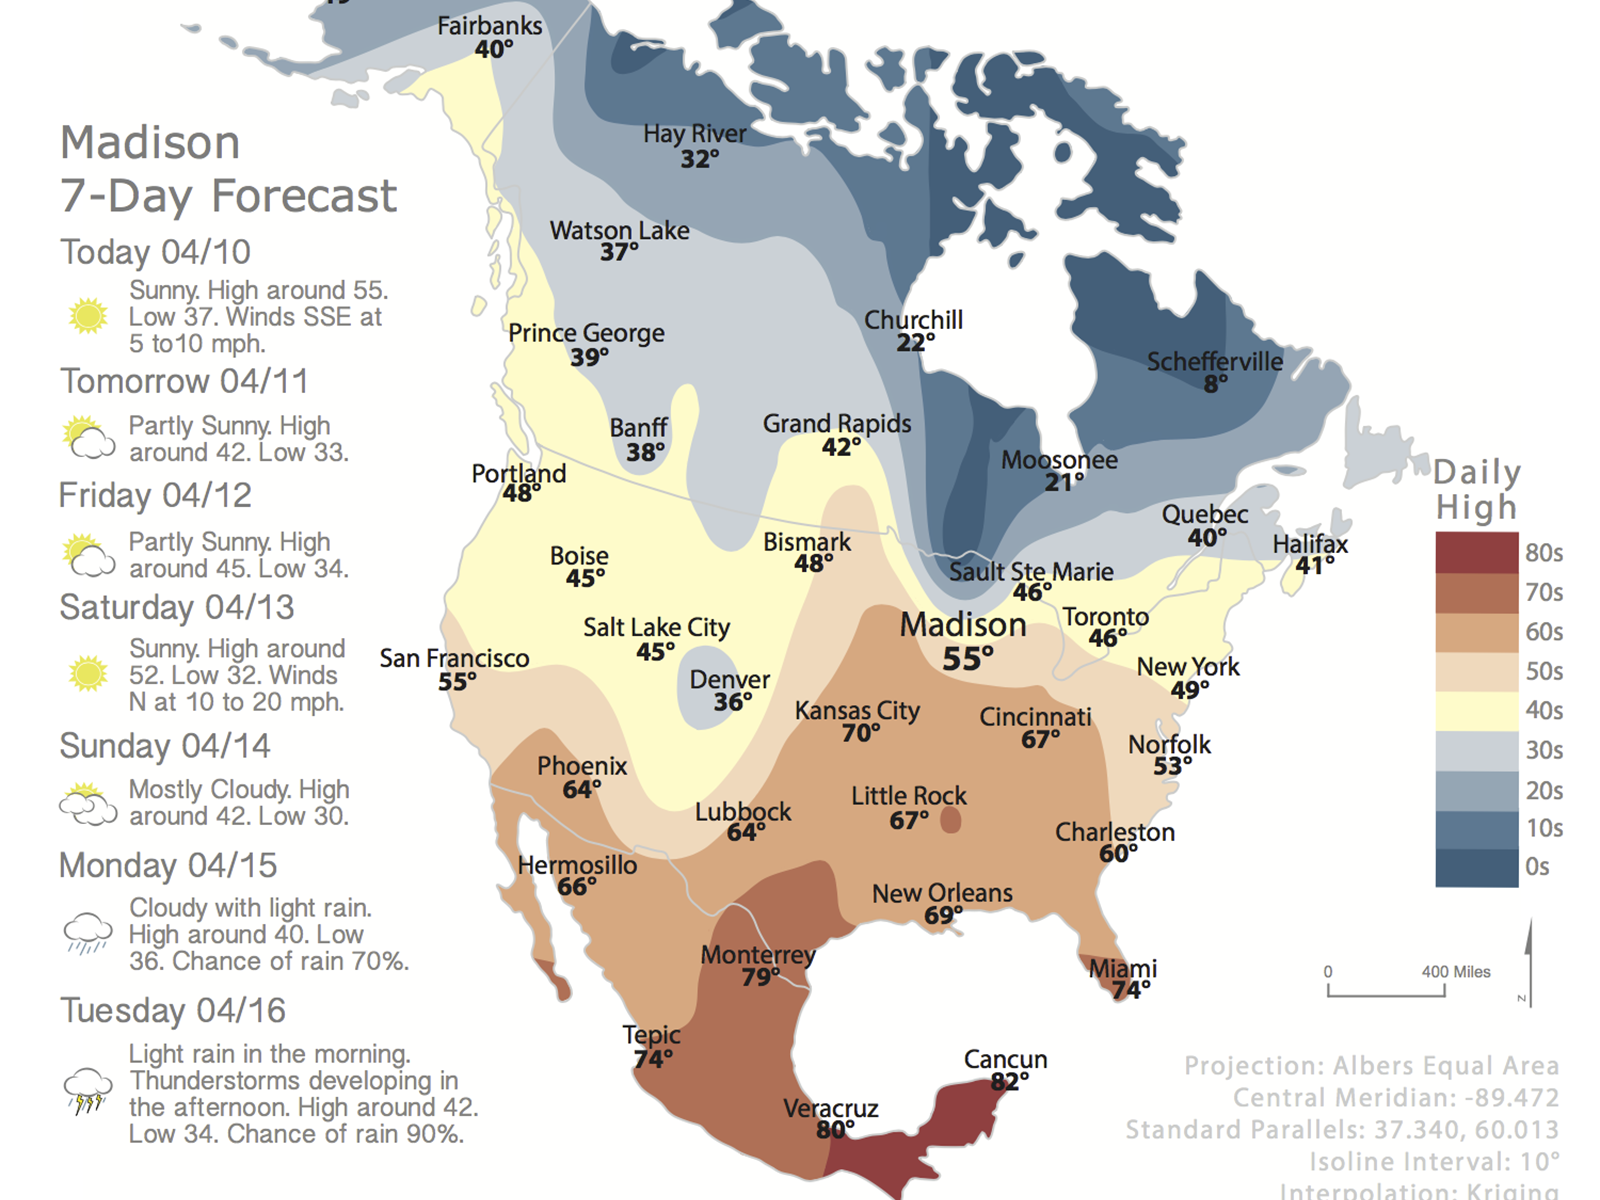 Madison
7-Day Forecast
Today 04/10
Sunny. High around 55.
Low 37. Winds SSE at
5 to10 mph.
Tomorrow 04/11
Partly Sunny. High
around 42. Low 33.
Friday 04/12
Partly Sunny. High
around 45. Low 34.
Saturday 04/13
Sunny. High around
52. Low 32. Winds
N at 10 to 20 mph.
Sunday 04/14
Mostly Cloudy. High
around 42. Low 30.
Monday 04/15
Cloudy with light rain.
High around 40. Low
36. Chance of rain 70%.
Tuesday 04/16
Light rain in the morning.
Thunderstorms developing in
the afternoon. High around 42.
Low 34. Chance of rain 90%.
Fairbanks
40°
Hay River
32°
Watson Lake
37°
Prince George
39°
Churchill
22°
Schefferville
8°
Banff
38°
Grand Rapids
42°
Moosonee
21°
Portland
48°
Quebec
40°
Halifax
41°
Boise
45°
Bismark
48°
Sault Ste Marie
46°
Salt Lake City
45°
Madison
55°
Toronto
46°
San Francisco
55°
Denver
36°
New York
49°
Kansas City
70°
Cincinnati
67°
Norfolk
53°
Phoenix
64°
Lubbock
64°
Little Rock
67°
Charleston
60°
Hermosillo
66°
New Orleans
69°
Monterrey
79°
Miami
74°
Tepic
74°
Cancun
82°
Veracruz
80°
Daily
High
80s
70s
60s
50s
40s
30s
20s
10s
0s
0 400 Miles
N
Projection: Albers Equal Area
Central Meridian: -89.472
Standard Parallels: 37.340, 60.013
Isoline Interval: 10°
Interpolation: Kriging